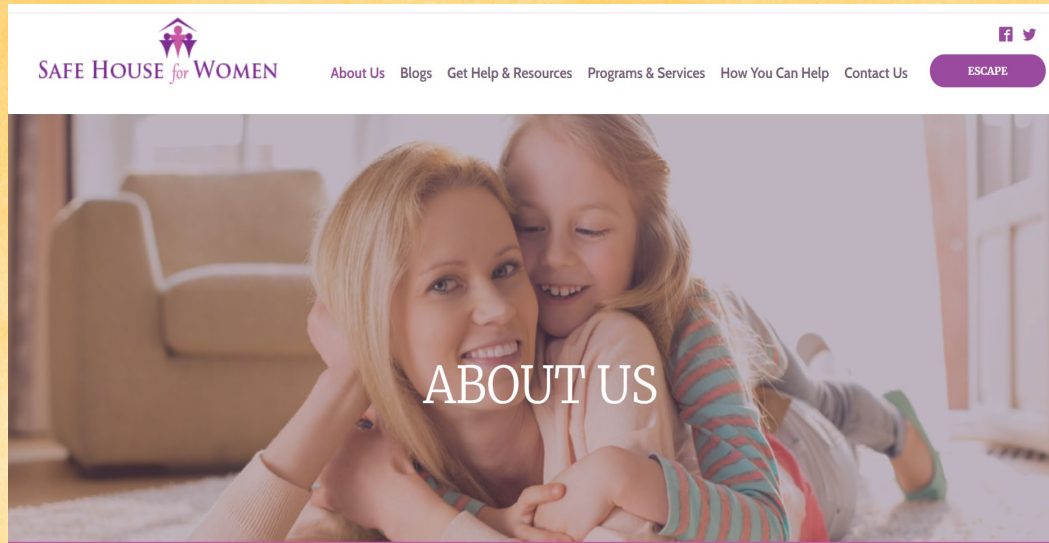 SAFE HOUSE for WOMEN
About Us Blogs Get Help & Resources Programs & Services How You Can Help Contact Us ESCAPE
ABOUT US